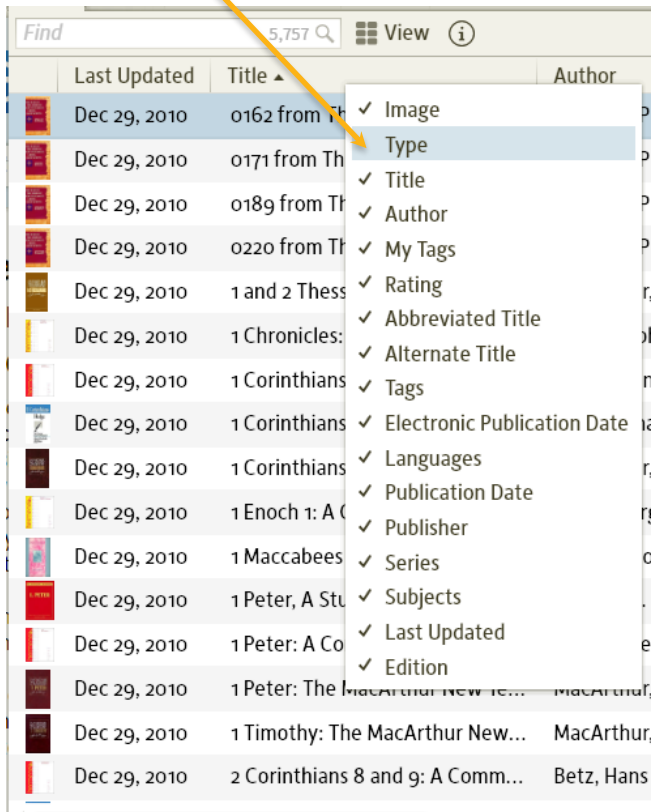 Find 5,757 View i
Last Updated Title Author
Dec 29, 2010 0162 from Th
Dec 29, 2010 0171 from Th
Dec 29, 2010 0189 from Th
Dec 29, 2010 0220 from Th
Dec 29, 2010 1 and 2 Thess
Dec 29, 2010 1 Chronicles:
Dec 29, 2010 1 Corinthians
Dec 29, 2010 1 Corinthians
Dec 29, 2010 1 Corinthians
Dec 29, 2010 1 Enoch 1: A C
Dec 29, 2010 1 Maccabees
Dec 29, 2010 1 Peter, A Stu
Dec 29, 2010 1 Peter: A Co
Dec 29, 2010 1 Peter: The MacArthur New Te... MacArthur,
Dec 29, 2010 1 Timothy: The MacArthur New... MacArthur,
Dec 29, 2010 2 Corinthians 8 and 9: A Comm... Betz, Hans
Image
Type
Title
Author
My Tags
Rating
Abbreviated Title
Alternate Title
Tags
Electronic Publication Date
Languages
Publication Date
Publisher
Series
Subjects
Last Updated
Edition